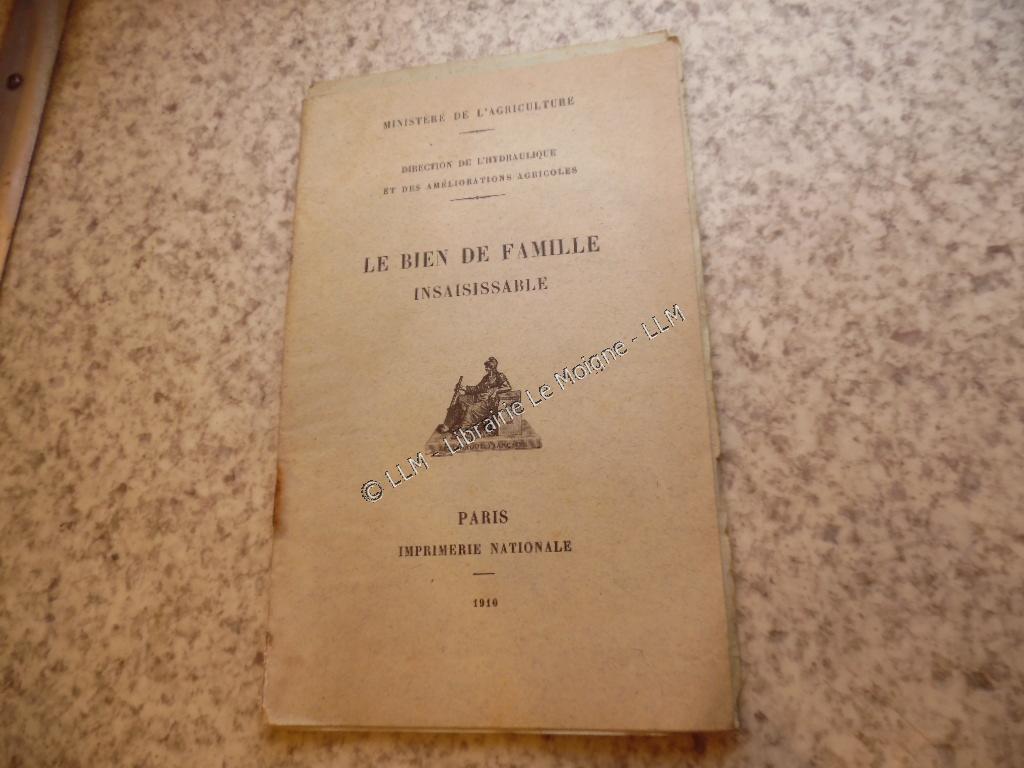 MINISTÈRE DE L'AGRICULTURE
DIRECTION DE L'HYDRAULIQUE
ET DES AMÉLIORATIONS AGRICOLES
LE BIEN DE FAMILLE
INSAISISSABLE
© LLM - Librairie Le Moigne - LLM
PARIS
IMPRIMERIE NATIONALE
1910